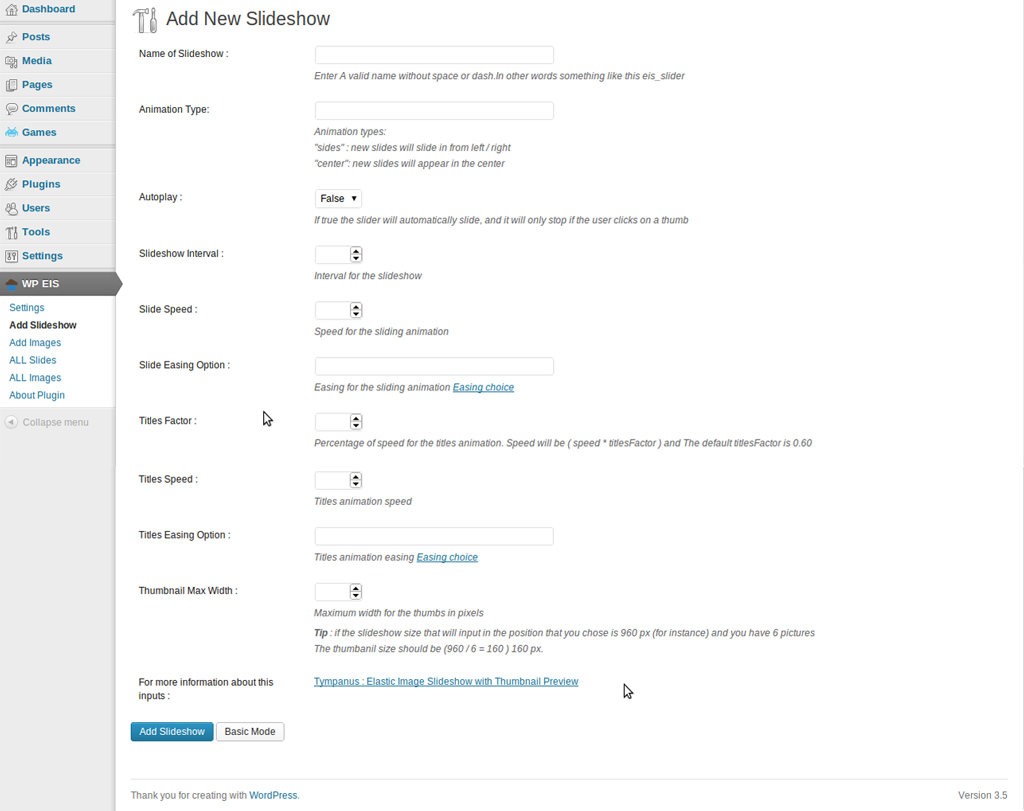 Dashboard
Posts
Media
Pages
Comments
Games
Appearance
Plugins
Users
Tools
Settings
WP EIS
Settings
Add Slideshow
Add Images
ALL Slides
ALL Images
About Plugin
Collapse menu
Add New Slideshow
Name of Slideshow :
Enter A valid name without space or dash.In other words something like this eis_slider
Animation Type:
Animation types:
"sides" : new slides will slide in from left / right
"center": new slides will appear in the center
Autoplay :
False
If true the slider will automatically slide, and it will only stop if the user clicks on a thumb
Slideshow Interval :
Interval for the slideshow
Slide Speed :
Speed for the sliding animation
Slide Easing Option :
Easing for the sliding animation Easing choice
Titles Factor :
Percentage of speed for the titles animation. Speed will be ( speed * titlesFactor ) and The default titlesFactor is 0.60
Titles Speed :
Titles animation speed
Titles Easing Option :
Titles animation easing Easing choice
Thumbnail Max Width :
Maximum width for the thumbs in pixels
Tip : if the slideshow size that will input in the position that you chose is 960 px (for instance) and you have 6 pictures
The thumbanil size should be (960 / 6 = 160 ) 160 px.
For more information about this
inputs :
Tympanus : Elastic Image Slideshow with Thumbnail Preview
Add Slideshow
Basic Mode
Thank you for creating with WordPress.
Version 3.5